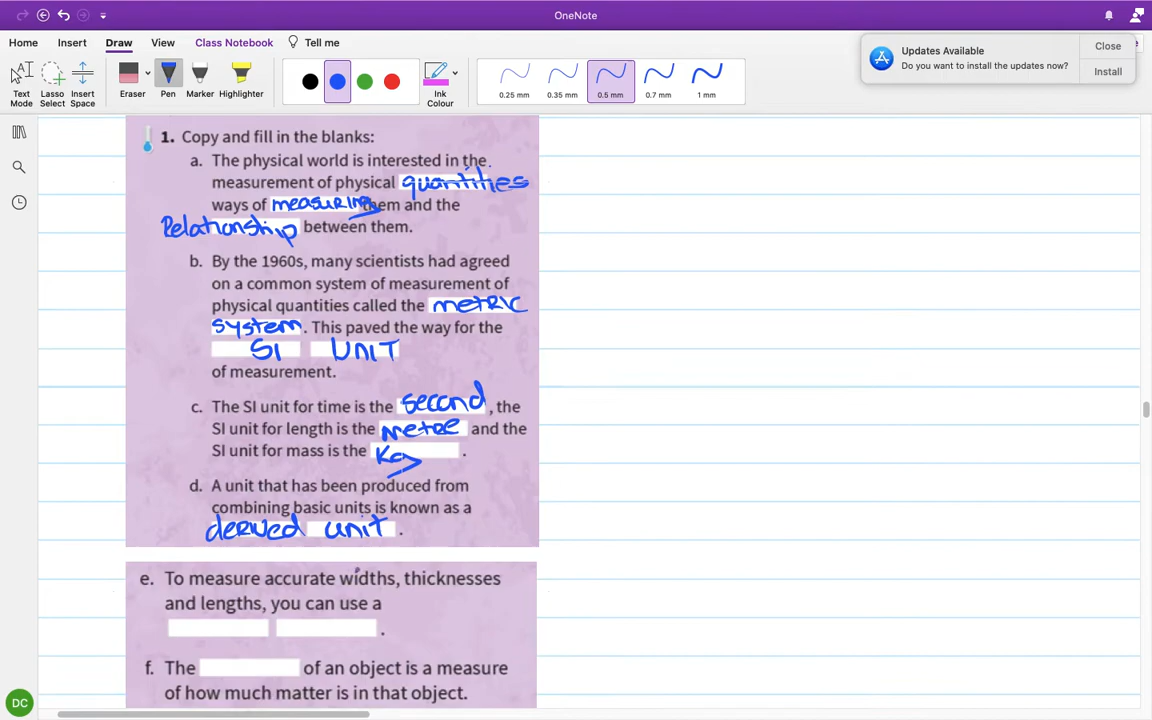 OneNote
Home Insert Draw View Class Notebook Tell me
Updates Available
Do you want to install the updates now?
Close
Install
Text Mode
Lasso Select
Insert Space
Eraser
Pen
Marker
Highlighter
Ink Colour
0.25 mm
0.35 mm
0.5 mm
0.7 mm
1 mm
1. Copy and fill in the blanks:
a. The physical world is interested in the
measurement of physical quantities
ways of measuring them and the
Relationship between them.
b. By the 1960s, many scientists had agreed
on a common system of measurement of
physical quantities called the metric
system. This paved the way for the
SI UNIT
of measurement.
c. The SI unit for time is the second, the
SI unit for length is the metre and the
SI unit for mass is the Kg.
d. A unit that has been produced from
combining basic units is known as a
derived unit.
e. To measure accurate widths, thicknesses
and lengths, you can use a
.
f. The of an object is a measure
of how much matter is in that object.
DC